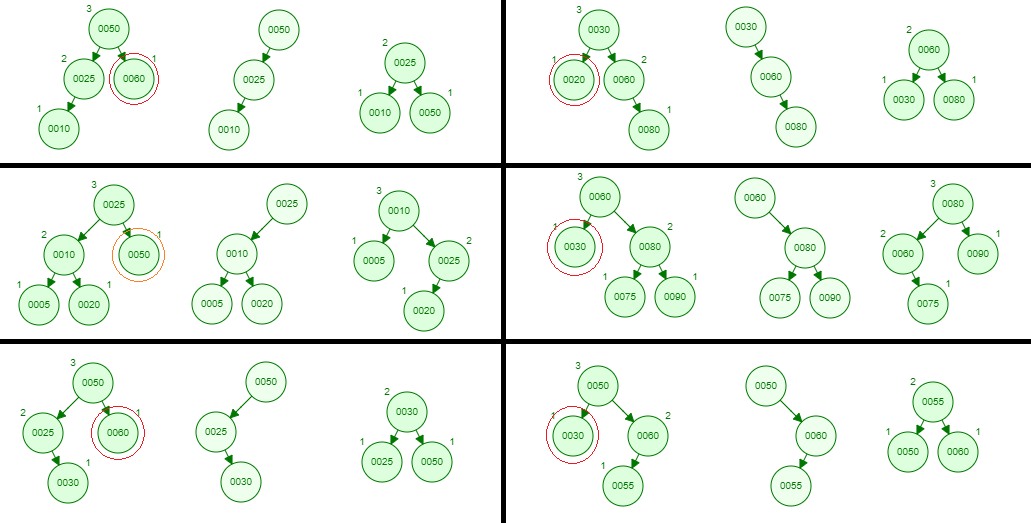 3
0050 0050
2 1 2
0025 0060 0025 0025
1 1 1
0010 0010 0010 0050
3
0030 0030
2
0060
1 2 1 1
0020 0060 0060 0030 0080
1
0080 0080
3 3
0025 0025 0010
2 1 1 2
0010 0050 0010 0005 0025
1 1 1
0005 0020 0005 0020 0020
3 3
0060 0060 0080
1 2 2 1
0030 0080 0080 0060 0090
1 1 1
0075 0090 0075 0090 0075
3
0050 0050
2 1 2
0025 0060 0025 0030
1 1 1
0030 0030 0025 0050
3
0050 0050
2
0055
1 2 1 1
0030 0060 0060 0050 0060
1
0055 0055